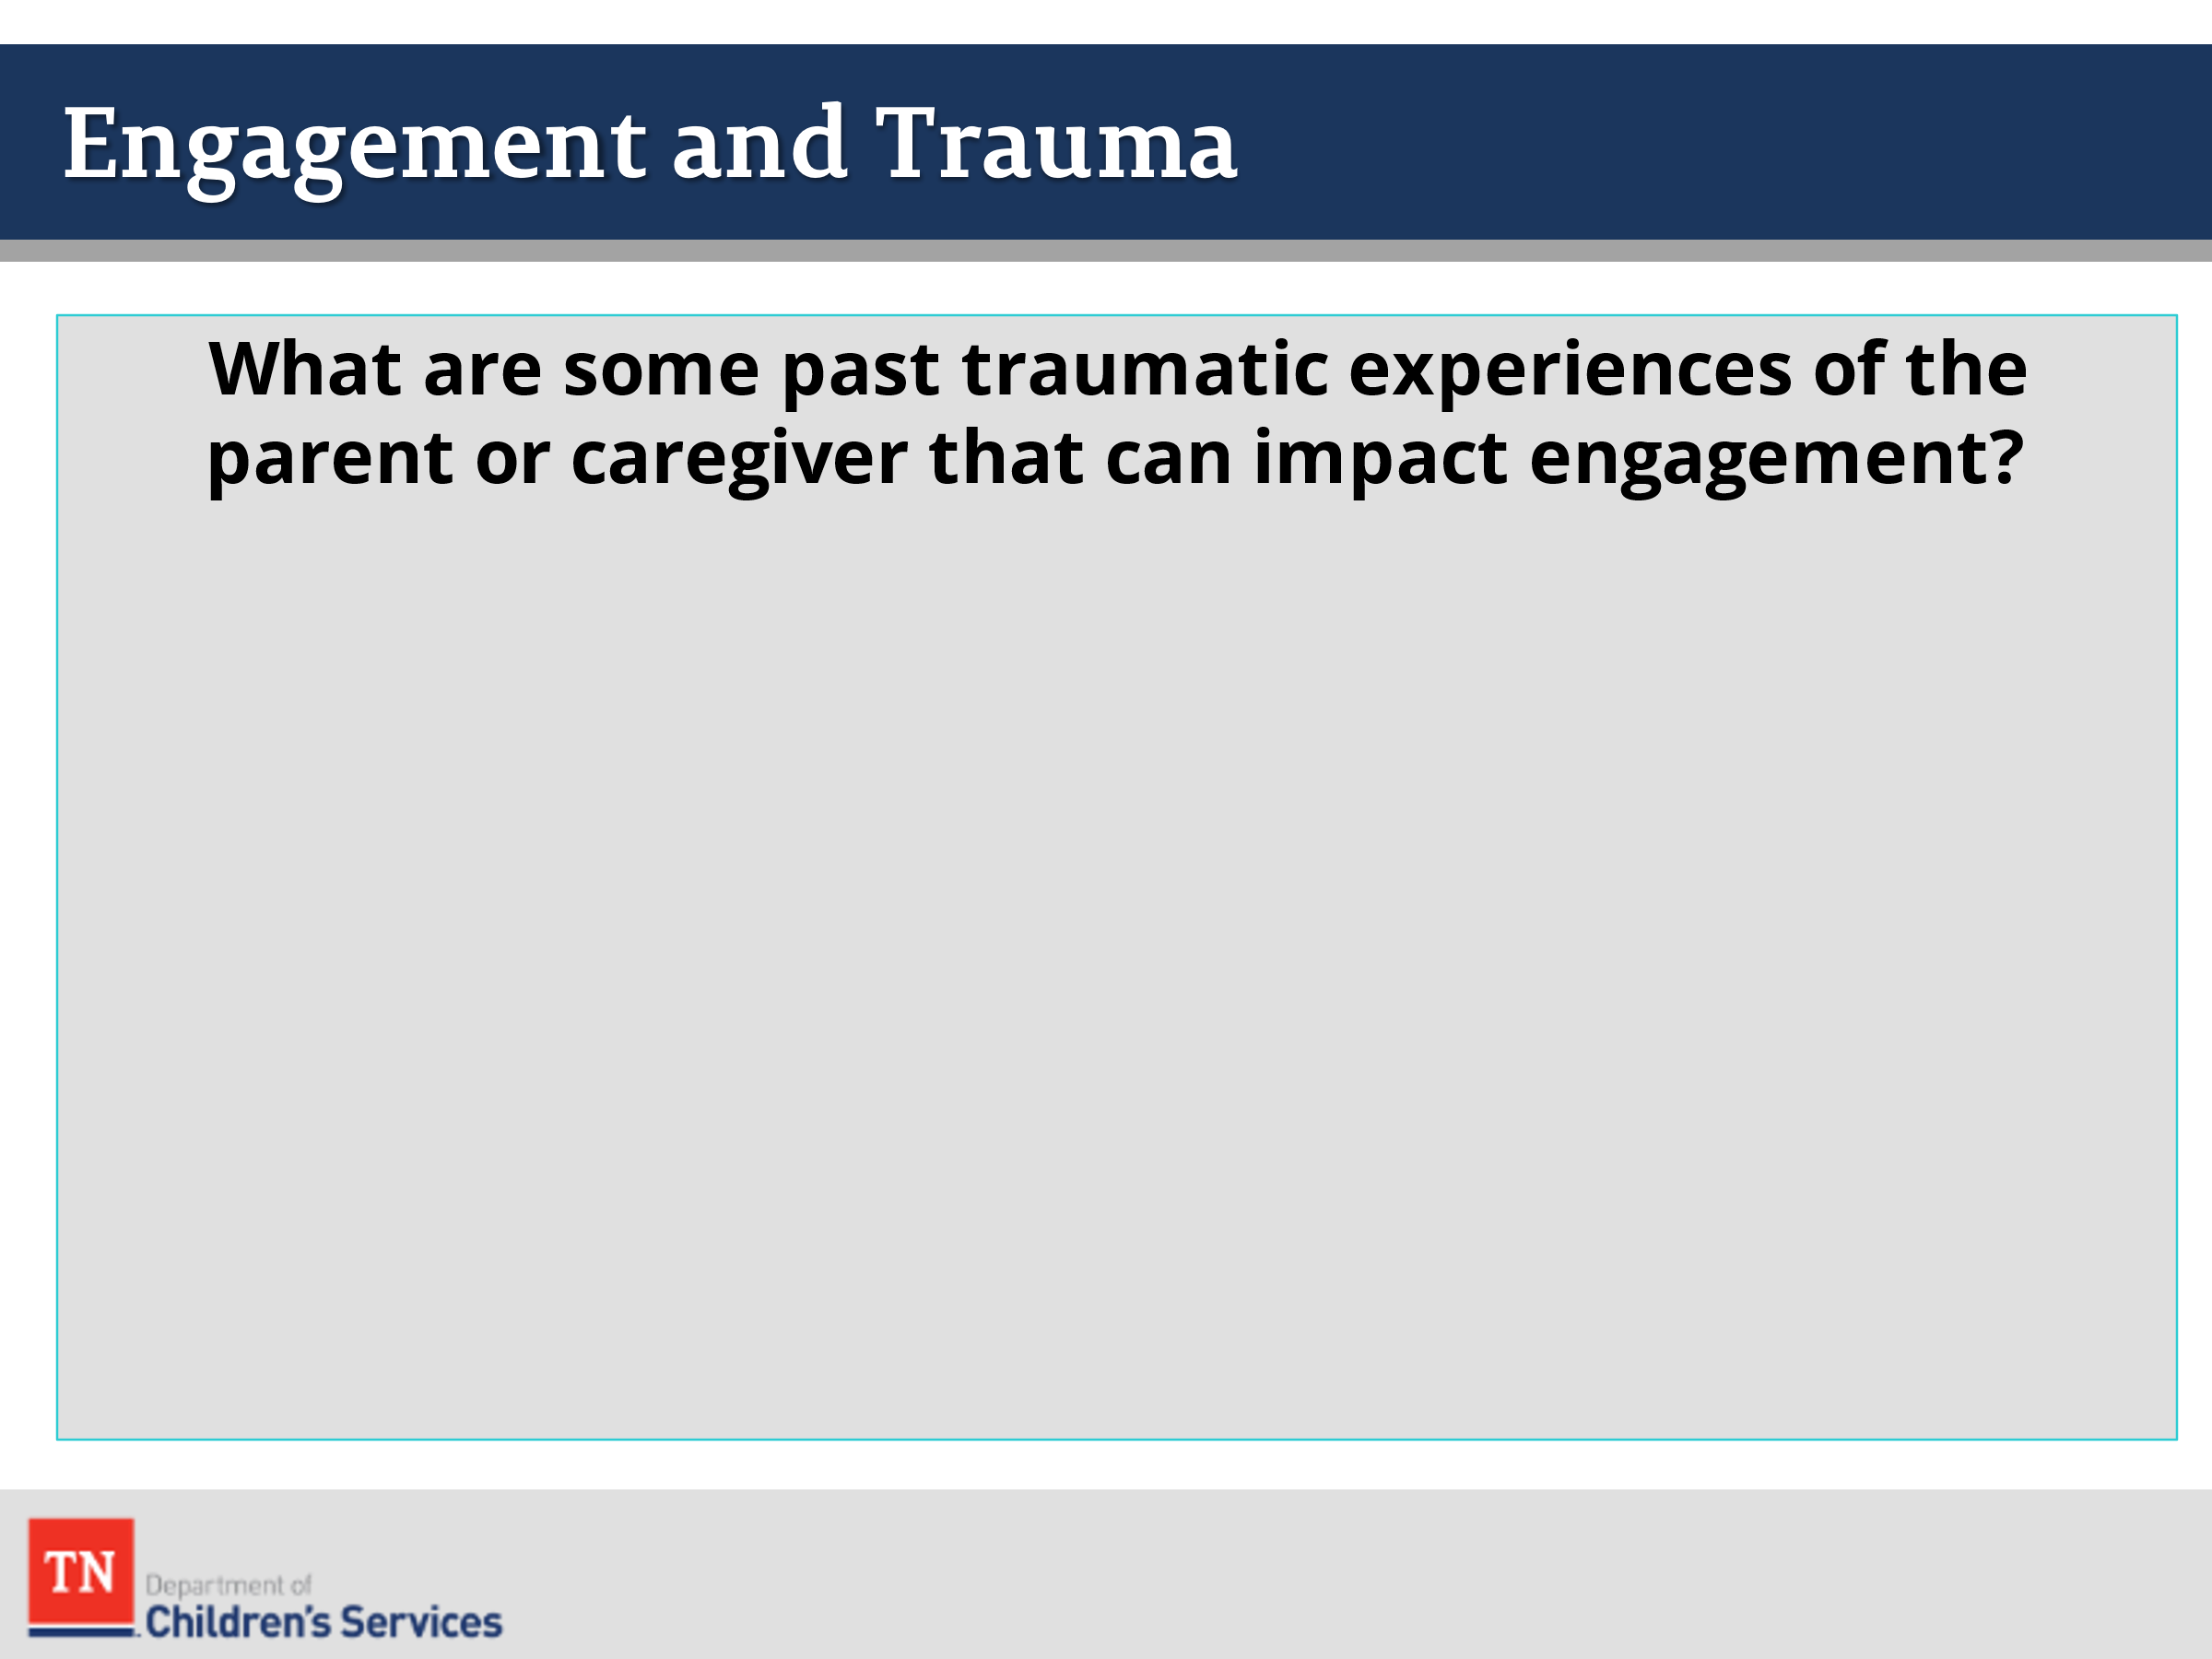 Engagement and Trauma
What are some past traumatic experiences of the
parent or caregiver that can impact engagement?
TN
Department of
Children's Services